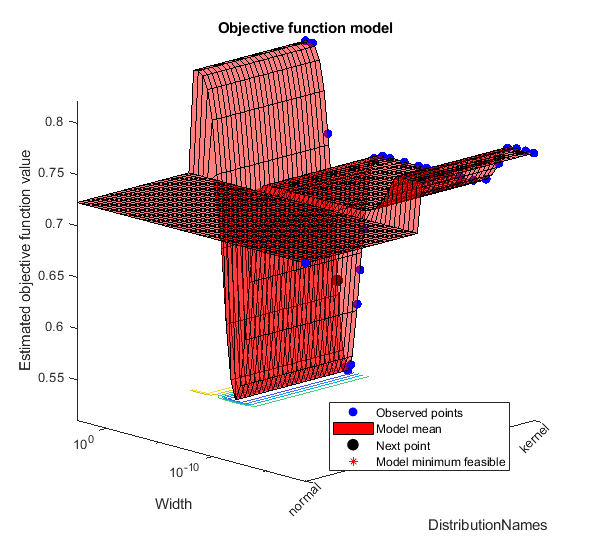 Objective function model
Estimated objective function value
0.8
0.75
0.7
0.65
0.6
0.55
10^0
10^-10
Width
normal
kernel
DistributionNames
Observed points
Model mean
Next point
Model minimum feasible